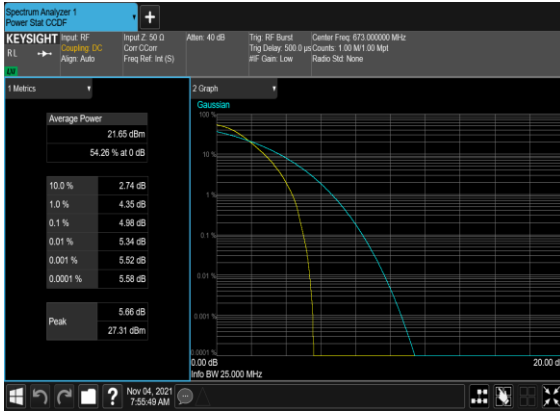 Spectrum Analyzer 1
Power Stat CCDF
+
KEYSIGHT
RL
Input: RF
Coupling: DC
Align: Auto
Input Z: 50 Ω
Corr CCorr
Freq Ref: Int (S)
Atten: 40 dB
Trig: RF Burst
Trig Delay: 500.0 µs
#IF Gain: Low
Center Freq: 673.000000 MHz
Counts: 1.00 M/1.00 Mpt
Radio Std: None
1 Metrics
Average Power
21.65 dBm
54.26 % at 0 dB
10.0 % 2.74 dB
1.0 % 4.35 dB
0.1 % 4.98 dB
0.01 % 5.34 dB
0.001 % 5.52 dB
0.0001 % 5.58 dB
Peak
5.66 dB
27.31 dBm
2 Graph
Gaussian
100 %
10 %
1 %
0.1 %
0.01 %
0.001 %
0.0001 %
0.00 dB
20.00 d
Info BW 25.000 MHz
?
Nov 04, 2021
7:55:49 AM